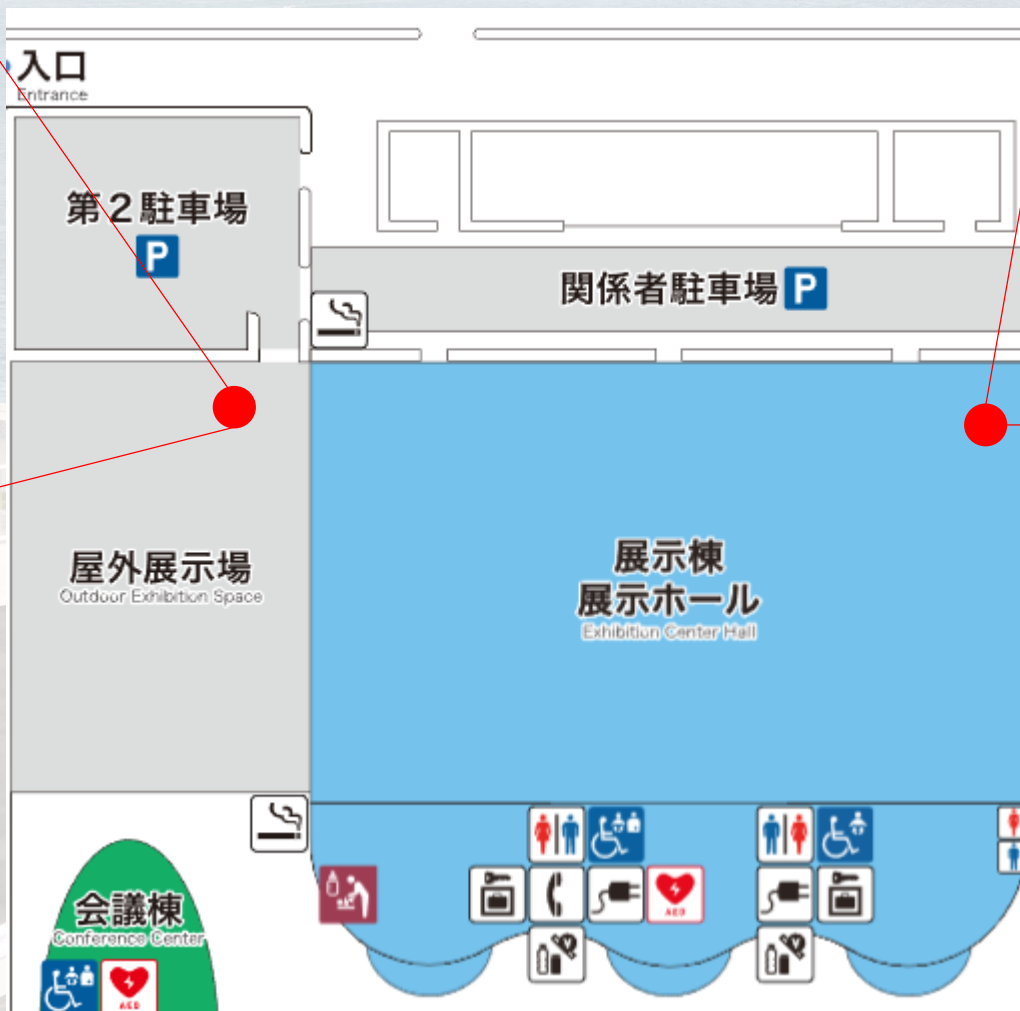 入口
Entrance
第2駐車場
P
関係者駐車場 P
屋外展示場
Outdoor Exhibition Space
展示棟
展示ホール
Exhibition Center Hall
AED
会議棟
Conference Center
AED